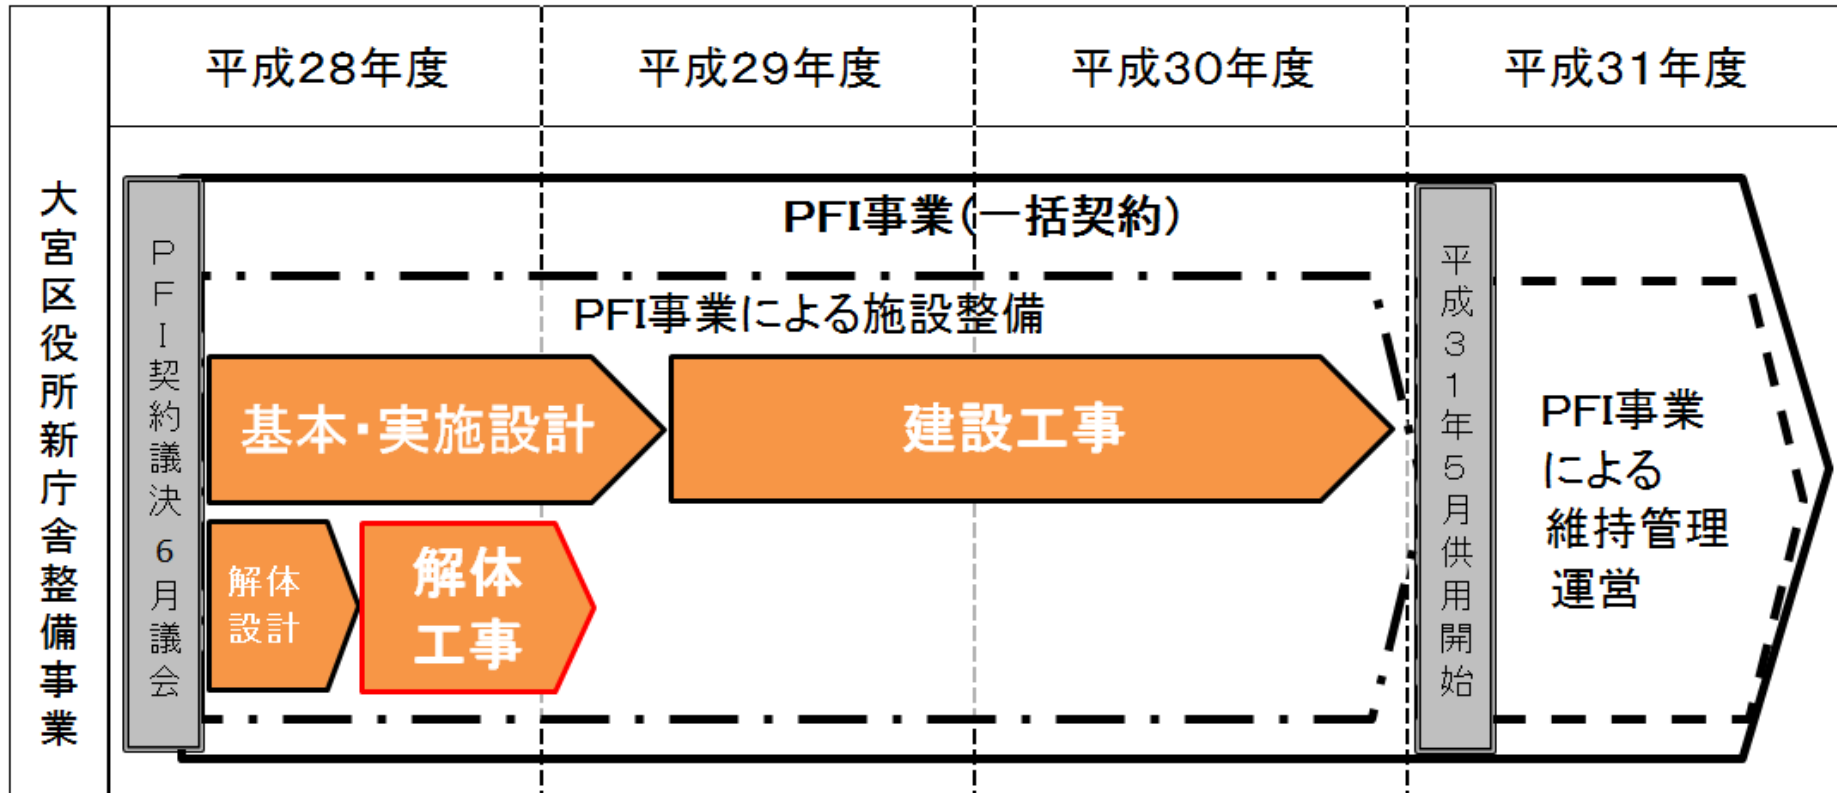 平成28年度
平成29年度
平成30年度
平成31年度
大宮区役所新庁舎整備事業
PFI契約議決 6月議会
PFI事業(一括契約)
PFI事業による施設整備
基本・実施設計
建設工事
解体
設計
解体
工事
平成31年5月供用開始
PFI事業
による
維持管理
運営